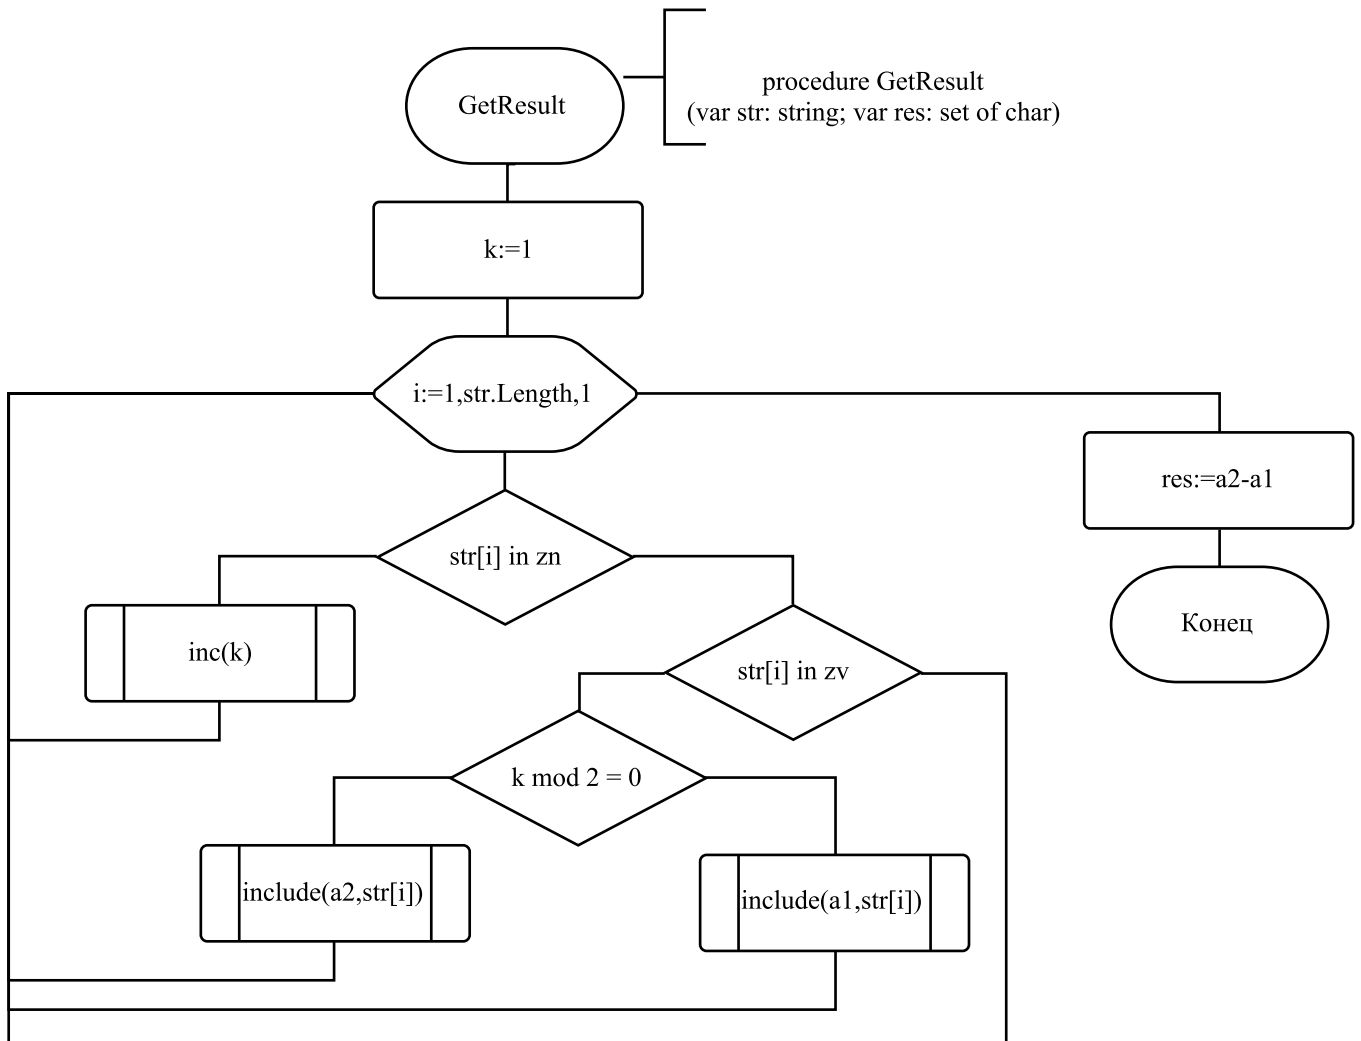 GetResult
procedure GetResult
(var str: string; var res: set of char)
k:=1
i:=1,str.Length,1
res:=a2-a1
str[i] in zn
Конец
inc(k)
str[i] in zv
k mod 2 = 0
include(a2,str[i])
include(a1,str[i])